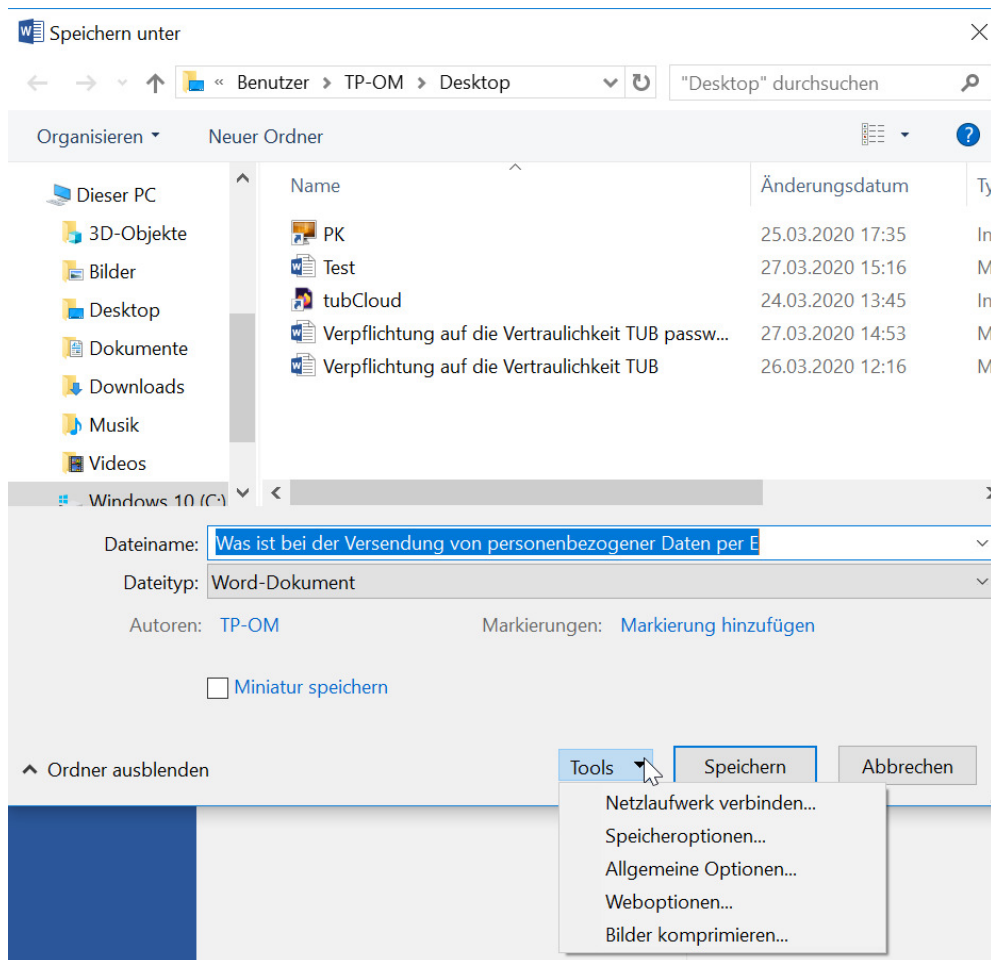 Speichern unter
« Benutzer > TP-OM > Desktop
"Desktop" durchsuchen
Organisieren
Neuer Ordner
?
Dieser PC
3D-Objekte
Bilder
Desktop
Dokumente
Downloads
Musik
Videos
Windows 10 (C:)
Name Änderungsdatum Ty
PK 25.03.2020 17:35 In
Test 27.03.2020 15:16 M
tubCloud 24.03.2020 13:45 In
Verpflichtung auf die Vertraulichkeit TUB passw... 27.03.2020 14:53 M
Verpflichtung auf die Vertraulichkeit TUB 26.03.2020 12:16 M
Dateiname: Was ist bei der Versendung von personenbezogener Daten per E
Dateityp: Word-Dokument
Autoren: TP-OM Markierungen: Markierung hinzufügen
Miniatur speichern
Ordner ausblenden
Tools Speichern Abbrechen
Netzlaufwerk verbinden...
Speicheroptionen...
Allgemeine Optionen...
Weboptionen...
Bilder komprimieren...